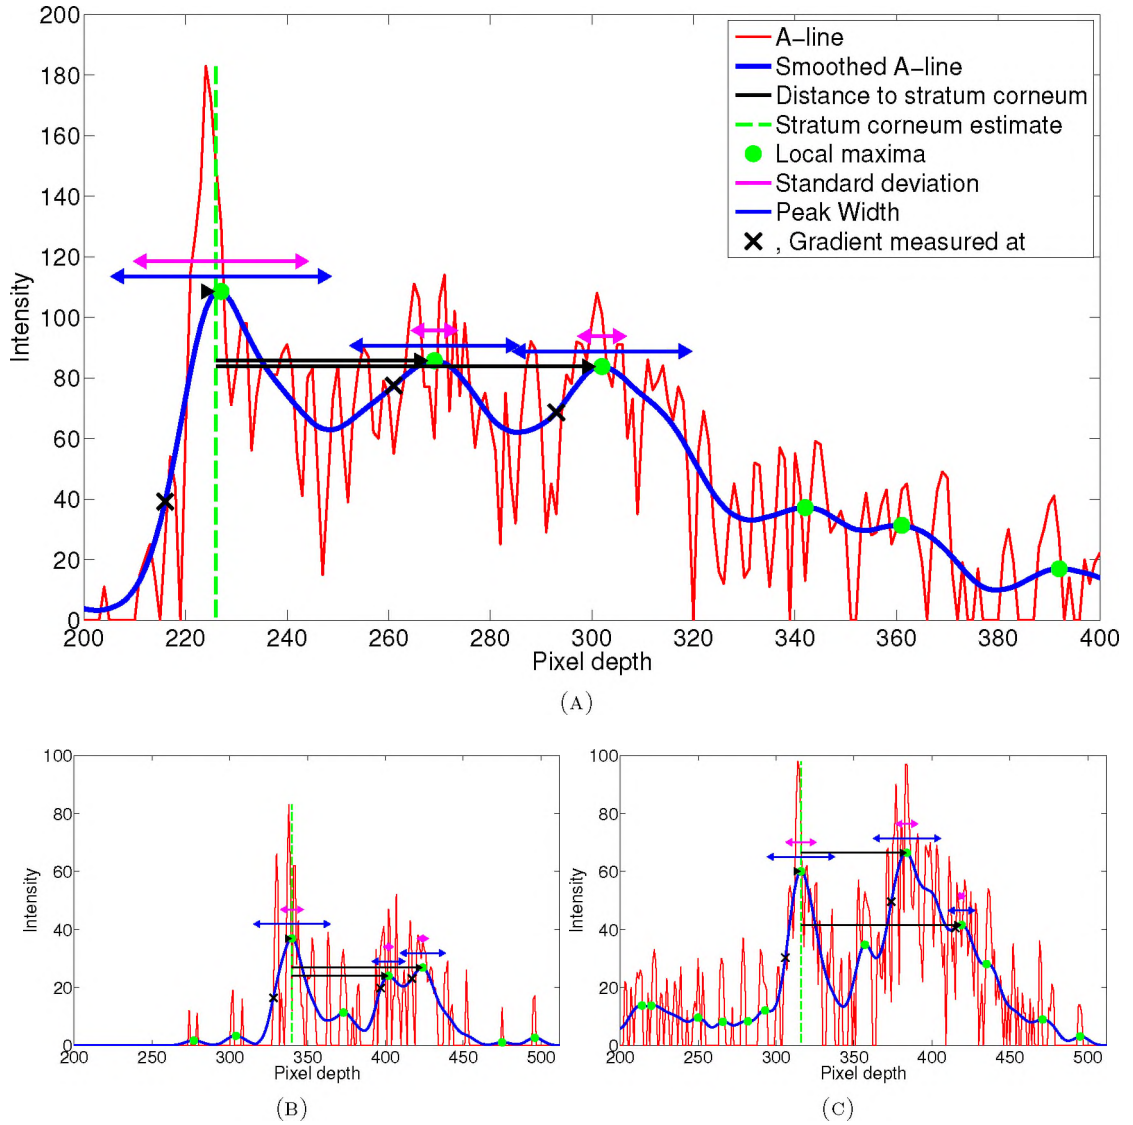 200
180
160
140
120
100
80
60
40
20
0
Intensity
A-line
Smoothed A-line
Distance to stratum corneum
Stratum corneum estimate
Local maxima
Standard deviation
Peak Width
, Gradient measured at
200 220 240 260 280 300 320 340 360 380 400
Pixel depth
(A)
100
80
60
40
20
0
Intensity
200 250 300 350 400 450 500
Pixel depth
(B)
100
80
60
40
20
0
Intensity
200 250 300 350 400 450 500
Pixel depth
(C)